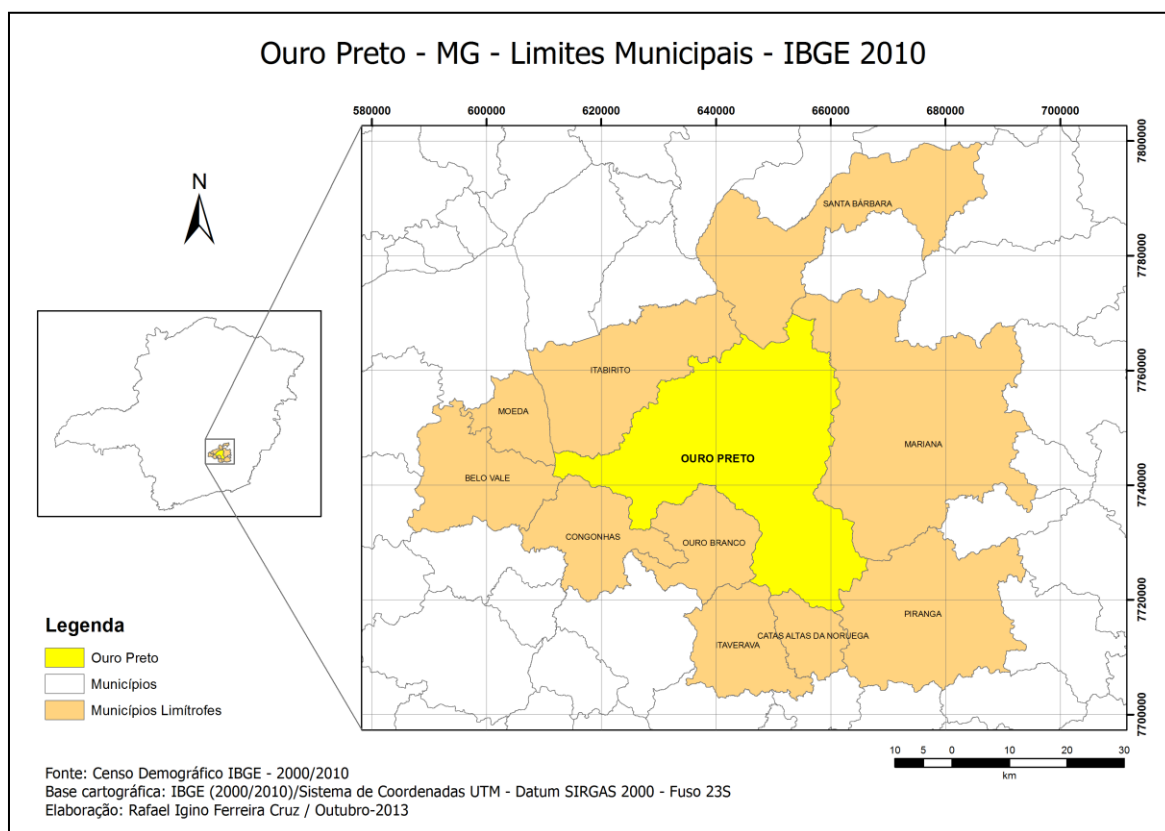 Ouro Preto - MG - Limites Municipais - IBGE 2010
580000 600000 620000 640000 660000 680000 700000
N
7800000
SANTA BÁRBARA
7780000
ITABIRITO
7760000
MOEDA
MARIANA
OURO PRETO
BELO VALE
7740000
CONGONHAS
OURO BRANCO
7720000
PIRANGA
CATAS ALTAS DA NORUEGA
ITAVERAVA
7700000
Legenda
Ouro Preto
Municípios
Municípios Limítrofes
10 5 0 10 20 30
km
Fonte: Censo Demográfico IBGE - 2000/2010
Base cartográfica: IBGE (2000/2010)/Sistema de Coordenadas UTM - Datum SIRGAS 2000 - Fuso 23S
Elaboração: Rafael Igino Ferreira Cruz / Outubro-2013